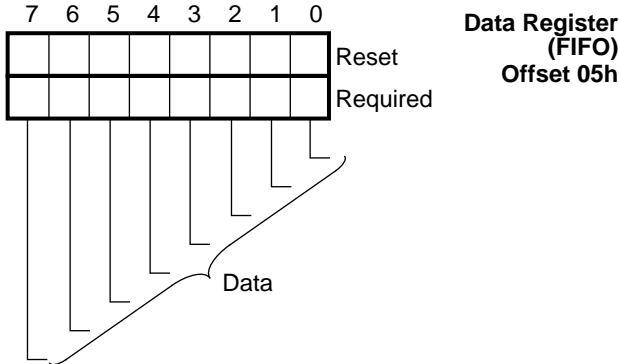 7 6 5 4 3 2 1 0
Data Register
(FIFO)
Offset 05h
Reset
Required
Data